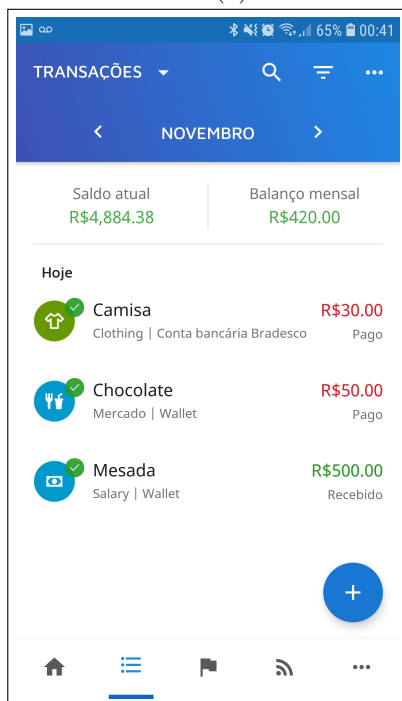 65% 00:41
TRANSAÇÕES
NOVEMBRO
Saldo atual Balanço mensal
R$4,884.38 R$420.00
Hoje
Camisa R$30.00
Clothing | Conta bancária Bradesco Pago
Chocolate R$50.00
Mercado | Wallet Pago
Mesada R$500.00
Salary | Wallet Recebido